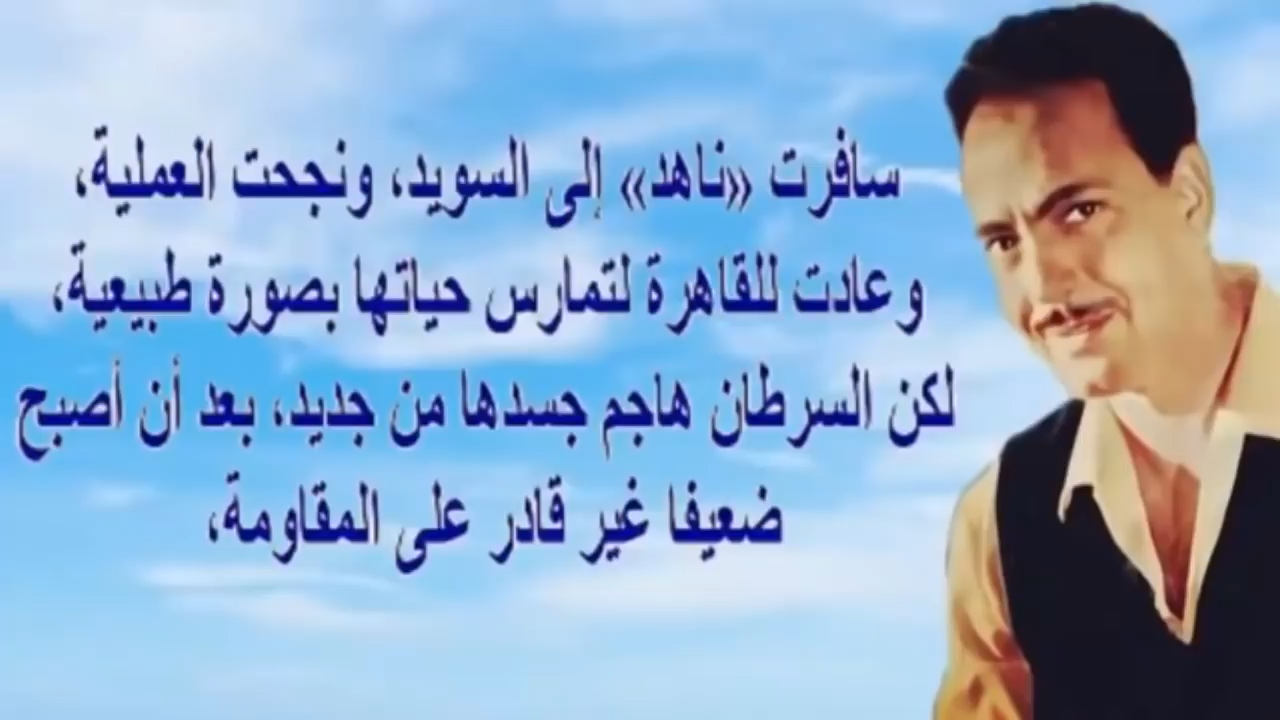 سافرت «ناهد» إلى السويد، ونجحت العملية،
وعادت للقاهرة لتمارس حياتها بصورة طبيعية،
لكن السرطان هاجم جسدها من جديد، بعد أن أصبح
ضعيفا غير قادر على المقاومة،